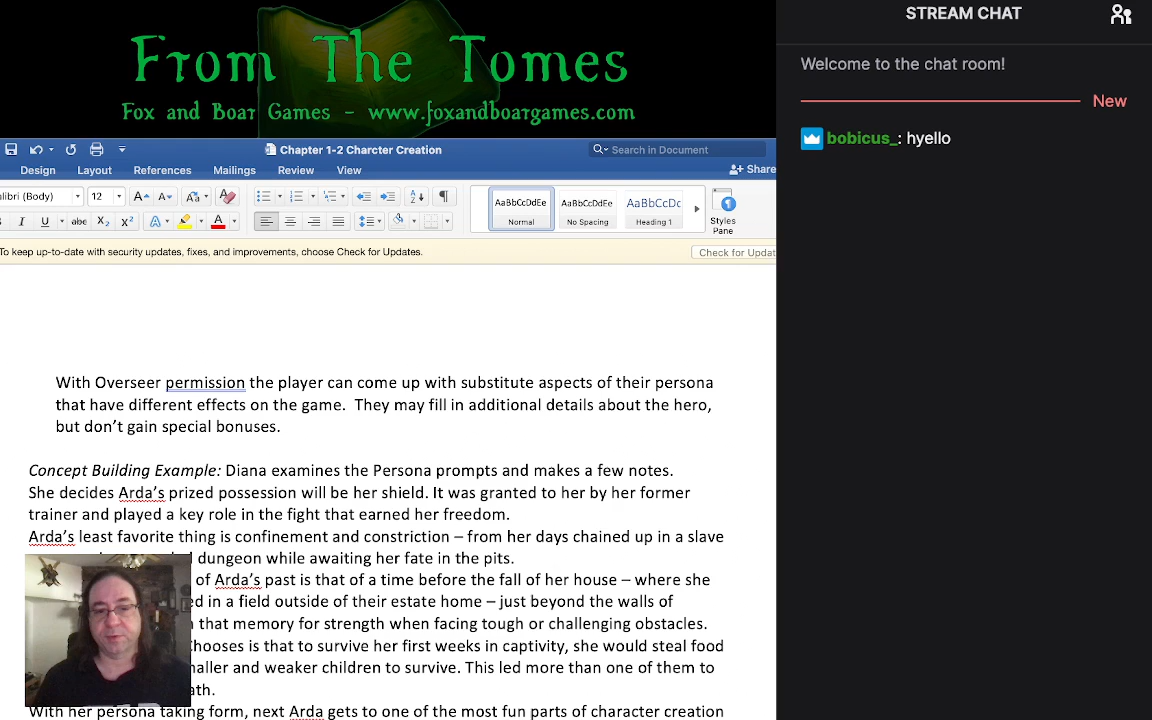 From The Tomes
Fox and Boar Games - www.foxandboargames.com
STREAM CHAT
Welcome to the chat room!
New
bobicus_: hyello
Chapter 1-2 Charcter Creation
Search in Document
Design Layout References Mailings Review View
Share
alibri (Body) 12
AaBbCcDdEe AaBbCcDdEe AaBbCcDc
Normal No Spacing Heading 1 Styles Pane
To keep up-to-date with security updates, fixes, and improvements, choose Check for Updates.
Check for Updat
With Overseer permission the player can come up with substitute aspects of their persona
that have different effects on the game. They may fill in additional details about the hero,
but don't gain special bonuses.
Concept Building Example: Diana examines the Persona prompts and makes a few notes.
She decides Arda's prized possession will be her shield. It was granted to her by her former
trainer and played a key role in the fight that earned her freedom.
Arda's least favorite thing is confinement and constriction – from her days chained up in a slave
dungeon while awaiting her fate in the pits.
of Arda's past is that of a time before the fall of her house – where she
ed in a field outside of their estate home – just beyond the walls of
that memory for strength when facing tough or challenging obstacles.
hooses is that to survive her first weeks in captivity, she would steal food
naller and weaker children to survive. This led more than one of them to
ath.
With her persona taking form, next Arda gets to one of the most fun parts of character creation